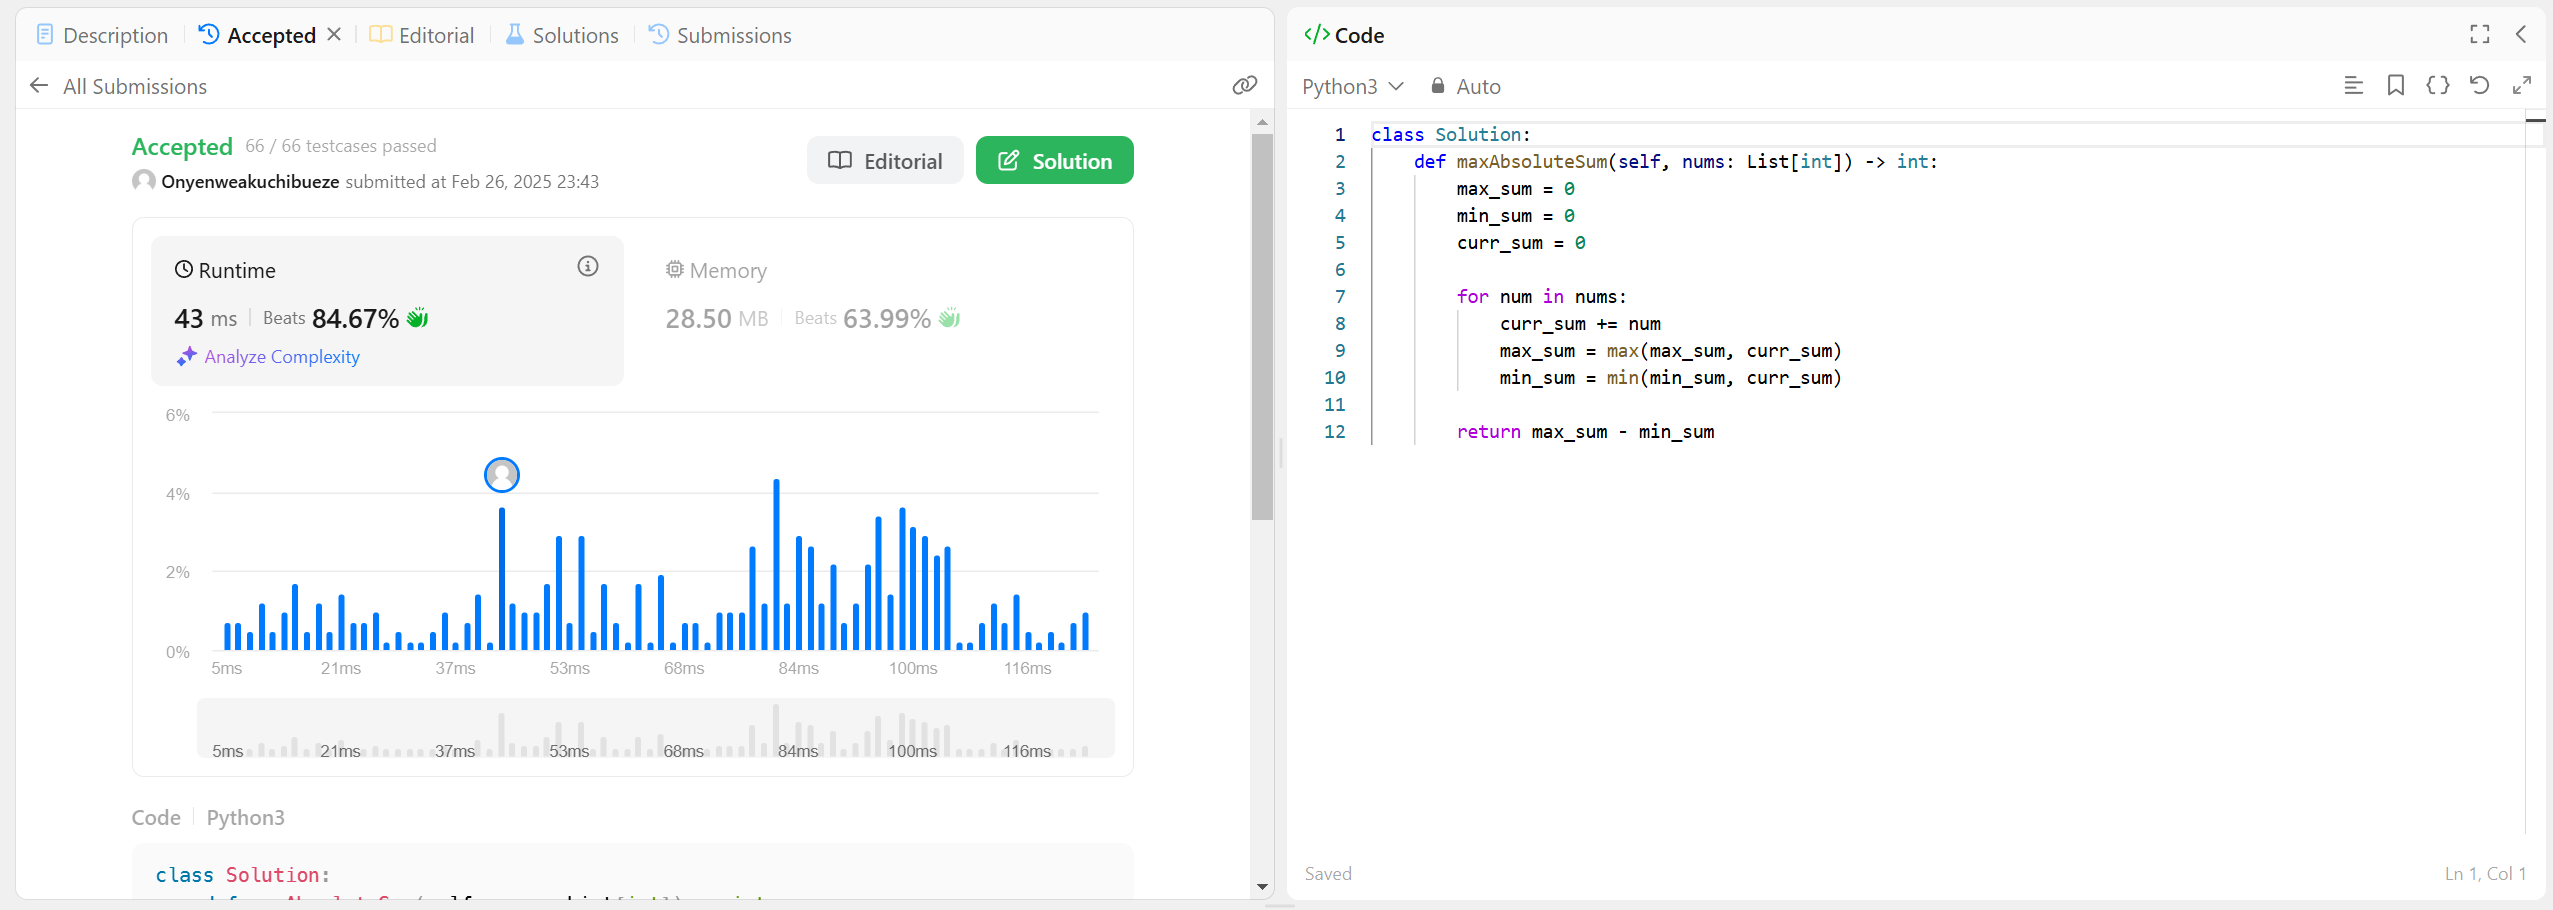 Description Accepted Editorial Solutions Submissions
All Submissions
Accepted 66 / 66 testcases passed
Onyenweakuchibueze submitted at Feb 26, 2025 23:43
Editorial Solution
Runtime
43 ms Beats 84.67%
Analyze Complexity
Memory
28.50 MB Beats 63.99%
6%
4%
2%
0%
5ms 21ms 37ms 53ms 68ms 84ms 100ms 116ms
5ms 21ms 37ms 53ms 68ms 84ms 100ms 116ms
Code Python3
class Solution:
</> Code
Python3 Auto
1 class Solution:
2 def maxAbsoluteSum(self, nums: List[int]) -> int:
3 max_sum = 0
4 min_sum = 0
5 curr_sum = 0
6
7 for num in nums:
8 curr_sum += num
9 max_sum = max(max_sum, curr_sum)
10 min_sum = min(min_sum, curr_sum)
11
12 return max_sum - min_sum
Saved Ln 1, Col 1